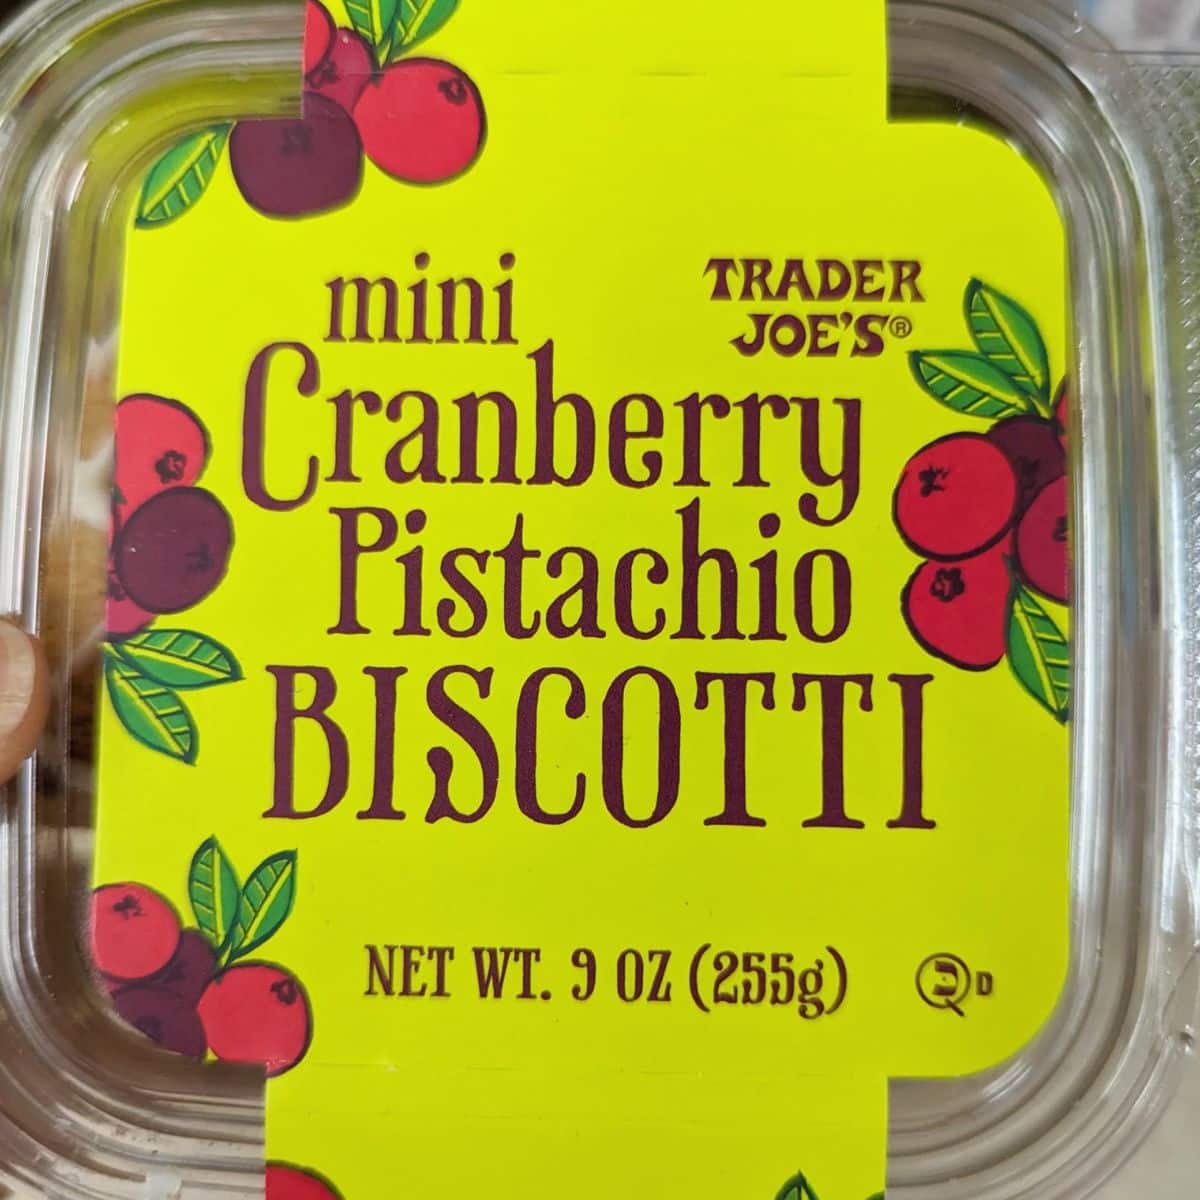 mini
TRADER
JOE'S®
Cranberry
Pistachio
BISCOTTI
NET WT. 9 OZ (255g)
D